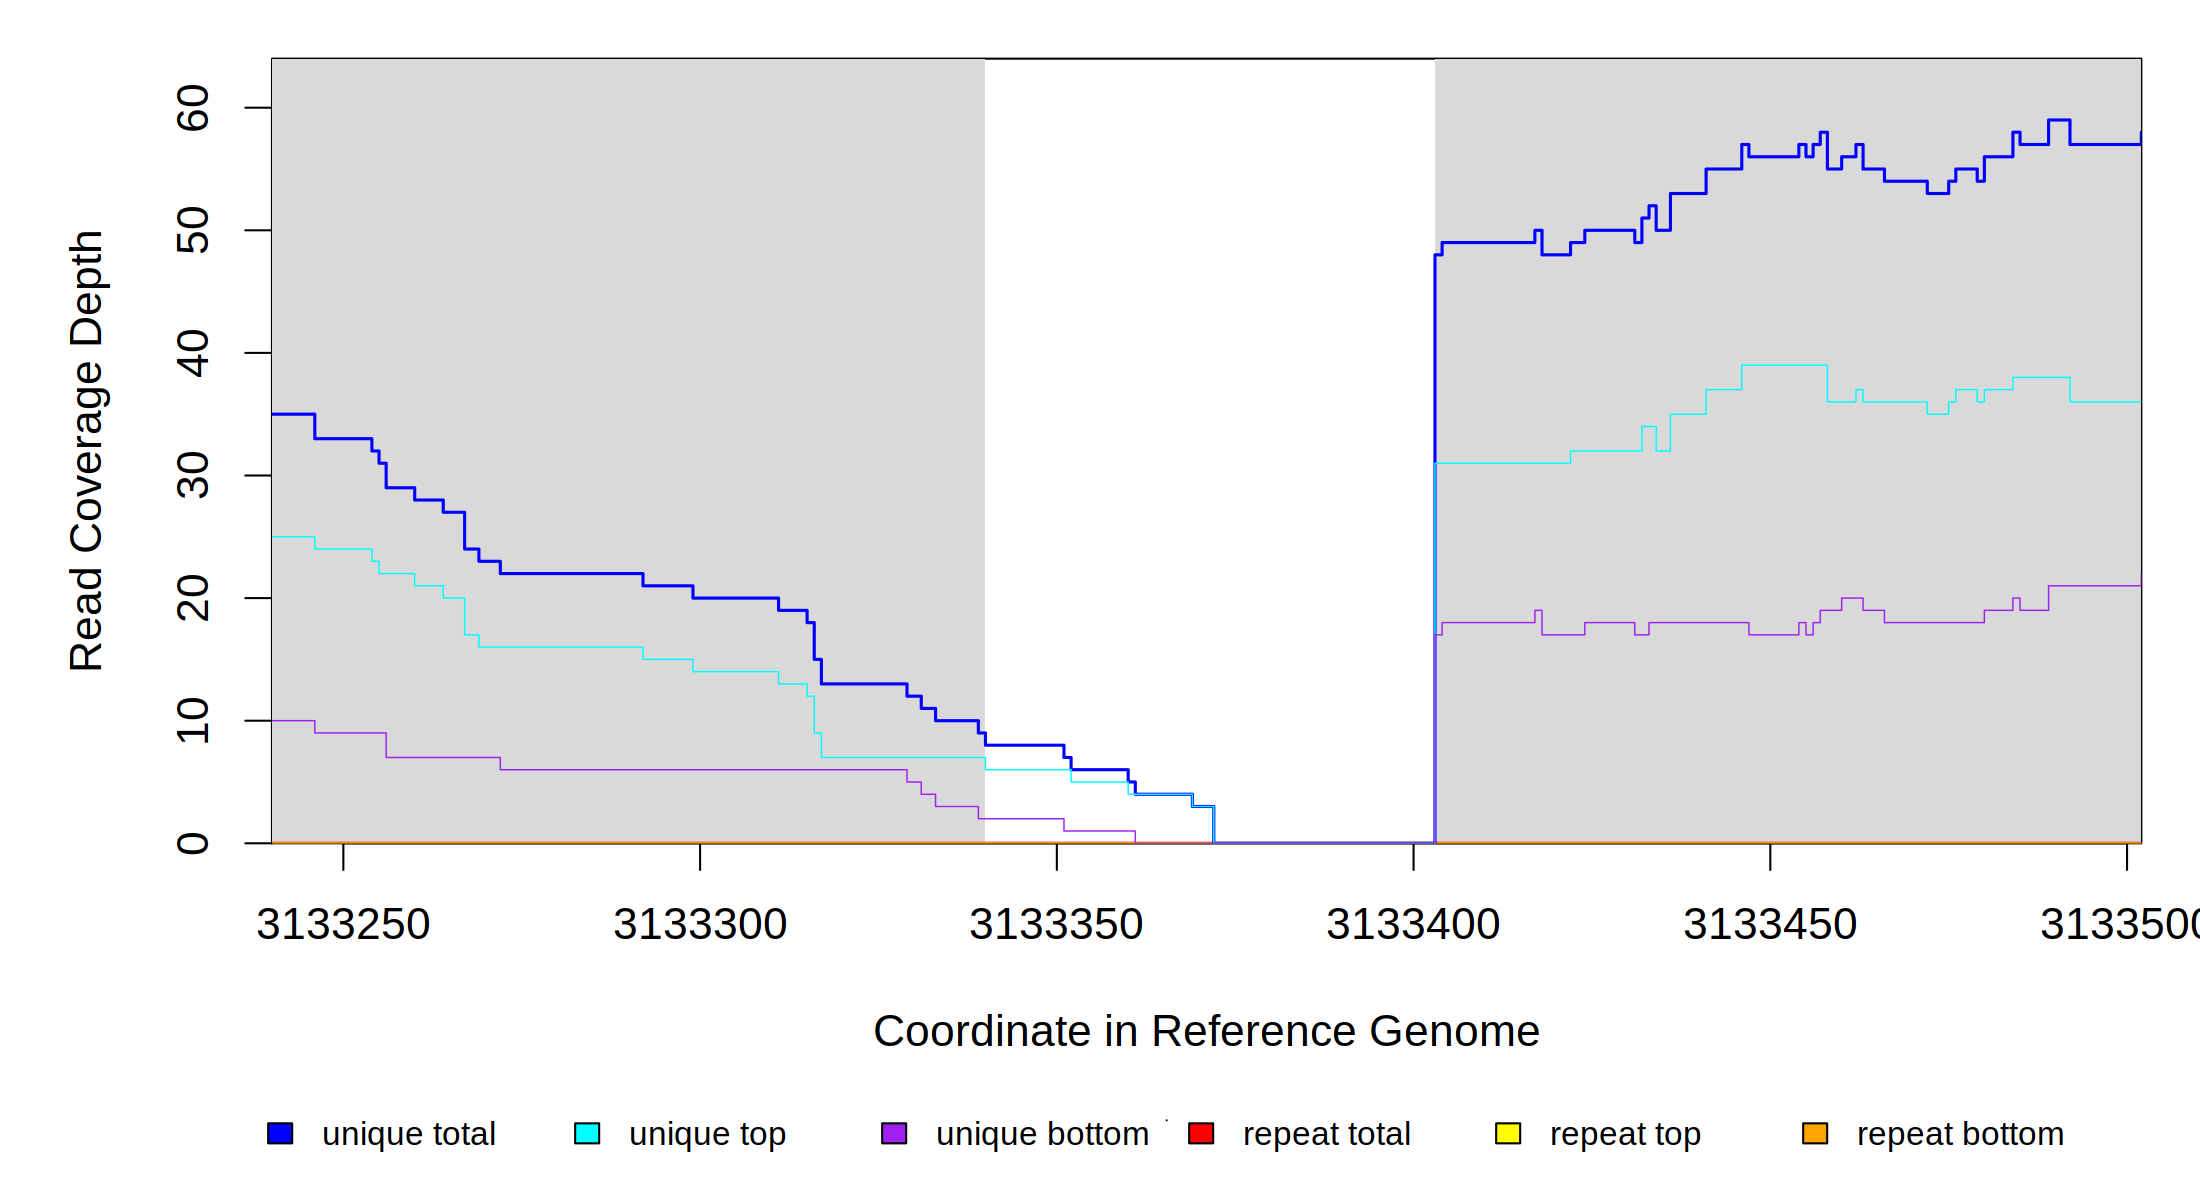 Read Coverage Depth
60
50
40
30
20
10
0
3133250 3133300 3133350 3133400 3133450 3133500
Coordinate in Reference Genome
unique total unique top unique bottom repeat total repeat top repeat bottom